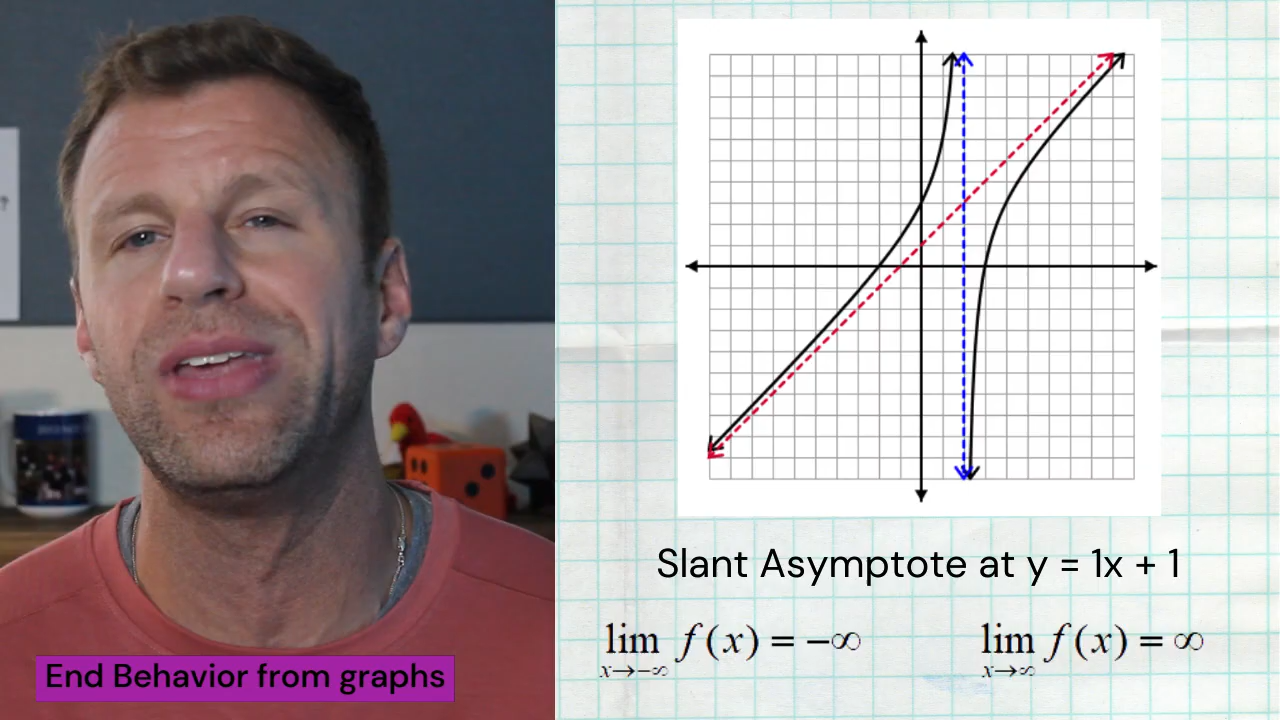 ?
Slant Asymptote at y = 1x + 1
lim f(x) = −∞
x→−∞
lim f(x) = ∞
x→∞
End Behavior from graphs